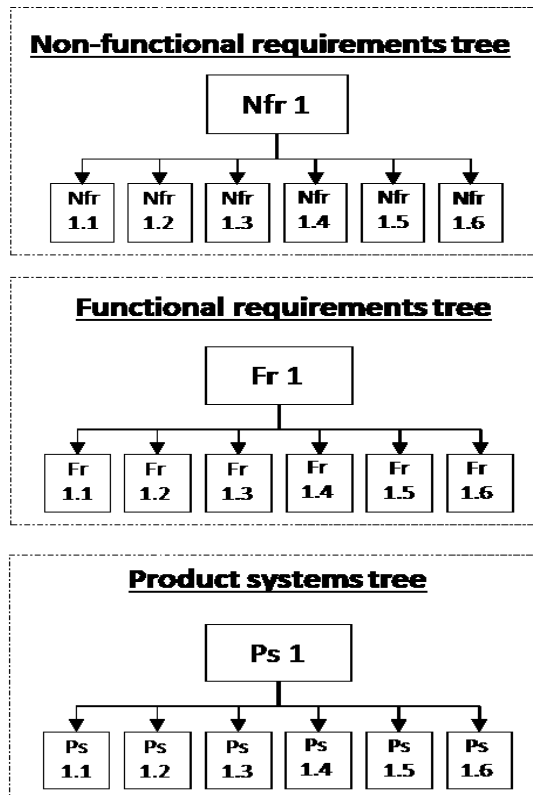 Non-functional requirements tree
Nfr 1
Nfr Nfr Nfr Nfr Nfr Nfr
1.1 1.2 1.3 1.4 1.5 1.6
Functional requirements tree
Fr 1
Fr Fr Fr Fr Fr Fr
1.1 1.2 1.3 1.4 1.5 1.6
Product systems tree
Ps 1
Ps Ps Ps Ps Ps Ps
1.1 1.2 1.3 1.4 1.5 1.6